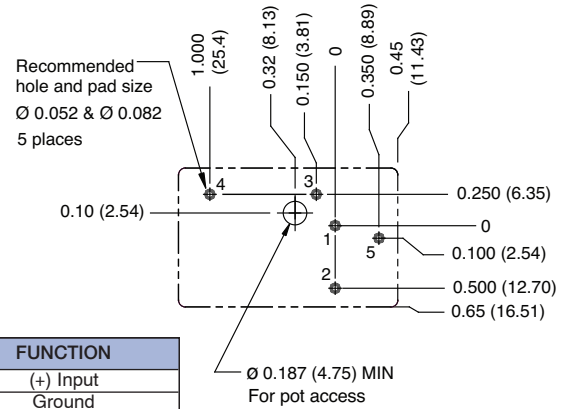 1.000
(25.4)
0.32 (8.13)
0.150 (3.81)
0
0.350 (8.89)
0.45
(11.43)
Recommended
hole and pad size
Ø 0.052 & Ø 0.082
5 places
4
3
0.250 (6.35)
0.10 (2.54)
0
1
5
0.100 (2.54)
2
0.500 (12.70)
0.65 (16.51)
FUNCTION
(+) Input
Ground
Ø 0.187 (4.75) MIN
For pot access